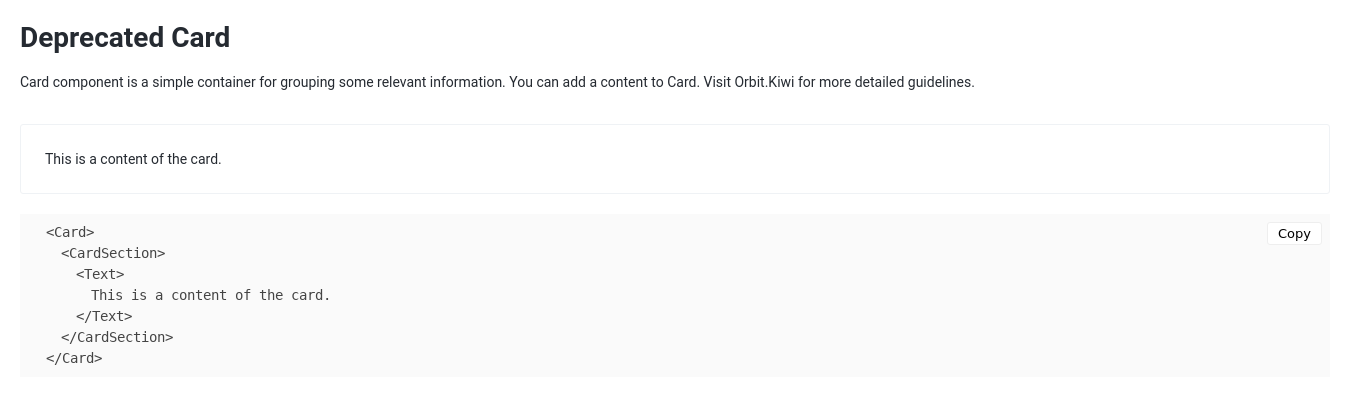 Deprecated Card
Card component is a simple container for grouping some relevant information. You can add a content to Card. Visit Orbit.Kiwi for more detailed guidelines.
This is a content of the card.
Copy
<Card>
<CardSection>
<Text>
This is a content of the card.
</Text>
</CardSection>
</Card>